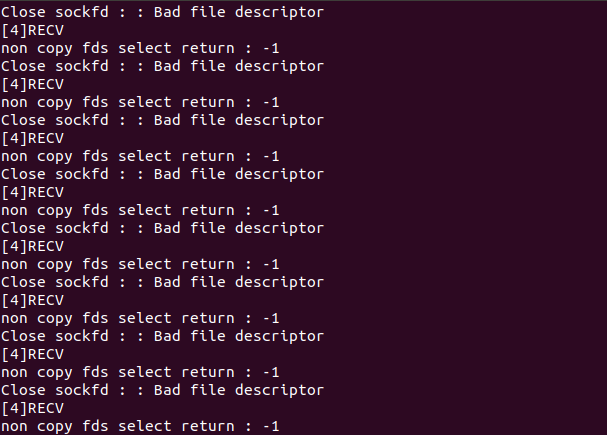 Close sockfd : : Bad file descriptor
[4]RECV
non copy fds select return : -1
Close sockfd : : Bad file descriptor
[4]RECV
non copy fds select return : -1
Close sockfd : : Bad file descriptor
[4]RECV
non copy fds select return : -1
Close sockfd : : Bad file descriptor
[4]RECV
non copy fds select return : -1
Close sockfd : : Bad file descriptor
[4]RECV
non copy fds select return : -1
Close sockfd : : Bad file descriptor
[4]RECV
non copy fds select return : -1
Close sockfd : : Bad file descriptor
[4]RECV
non copy fds select return : -1
Close sockfd : : Bad file descriptor
[4]RECV
non copy fds select return : -1